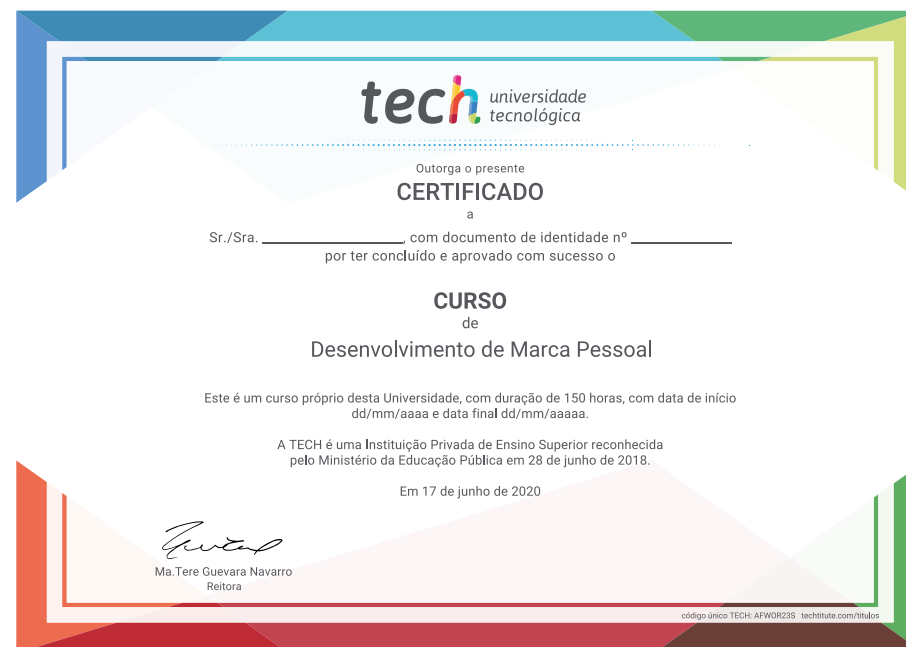 tech universidade
tecnológica
Outorga o presente
CERTIFICADO
a
Sr./Sra. ________________, com documento de identidade nº ____________
por ter concluído e aprovado com sucesso o
CURSO
de
Desenvolvimento de Marca Pessoal
Este é um curso próprio desta Universidade, com duração de 150 horas, com data de início
dd/mm/aaaa e data final dd/mm/aaaaa.
A TECH é uma Instituição Privada de Ensino Superior reconhecida
pelo Ministério da Educação Pública em 28 de junho de 2018.
Em 17 de junho de 2020
Ma.Tere Guevara Navarro
Reitora
código único TECH: AFWOR23S techtitute.com/titulos